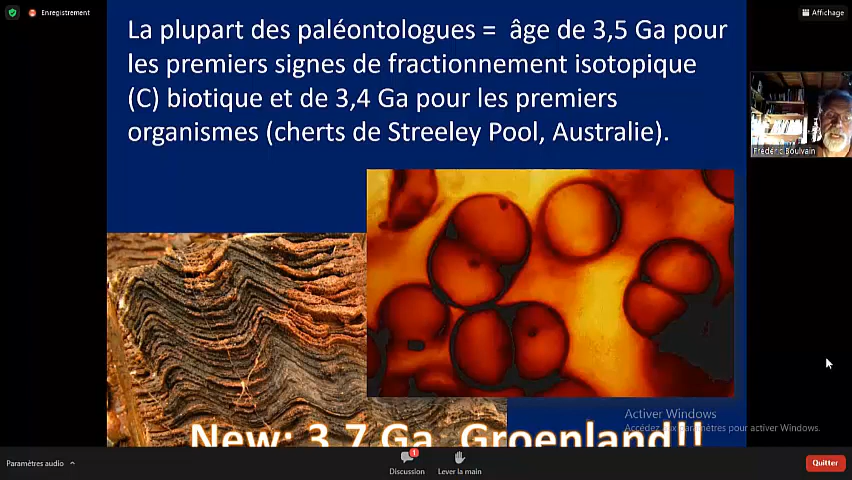 Enregistrement
Affichage
La plupart des paléontologues = âge de 3,5 Ga pour
les premiers signes de fractionnement isotopique
(C) biotique et de 3,4 Ga pour les premiers
organismes (cherts de Streeley Pool, Australie).
Frederic Boulvain
New: 3,7 Ga, Groenland!!
Activer Windows
Accédez aux paramètres pour activer Windows.
Paramètres audio
1
Discussion
Lever la main
Quitter